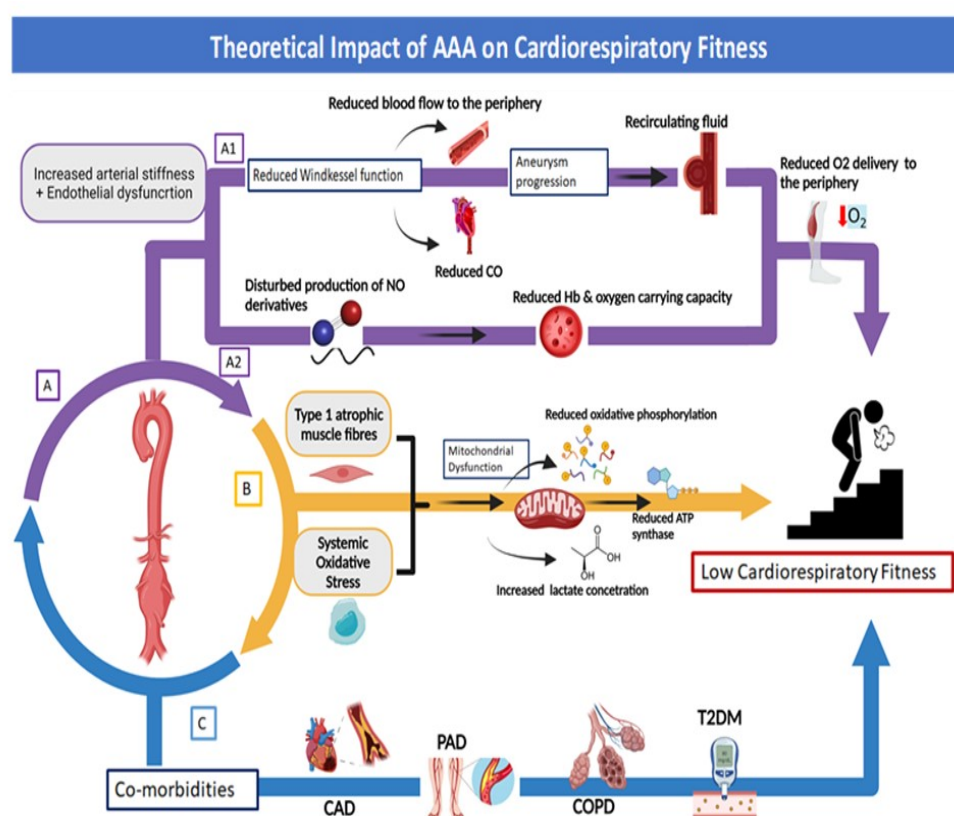 Theoretical Impact of AAA on Cardiorespiratory Fitness
Reduced blood flow to the periphery
A1
Increased arterial stiffness
+ Endothelial dysfuncrtion
Reduced Windkessel function
Aneurysm
progression
Recirculating fluid
Reduced O2 delivery to
the periphery
O2
Reduced CO
Disturbed production of NO
derivatives
Reduced Hb & oxygen carrying capacity
A2
A
B
Type 1 atrophic
muscle fibres
Systemic
Oxidative
Stress
Mitochondrial
Dysfunction
Reduced oxidative phosphorylation
Reduced ATP
synthase
O
OH
OH
Increased lactate concetration
Low Cardiorespiratory Fitness
C
Co-morbidities
CAD
PAD
COPD
T2DM